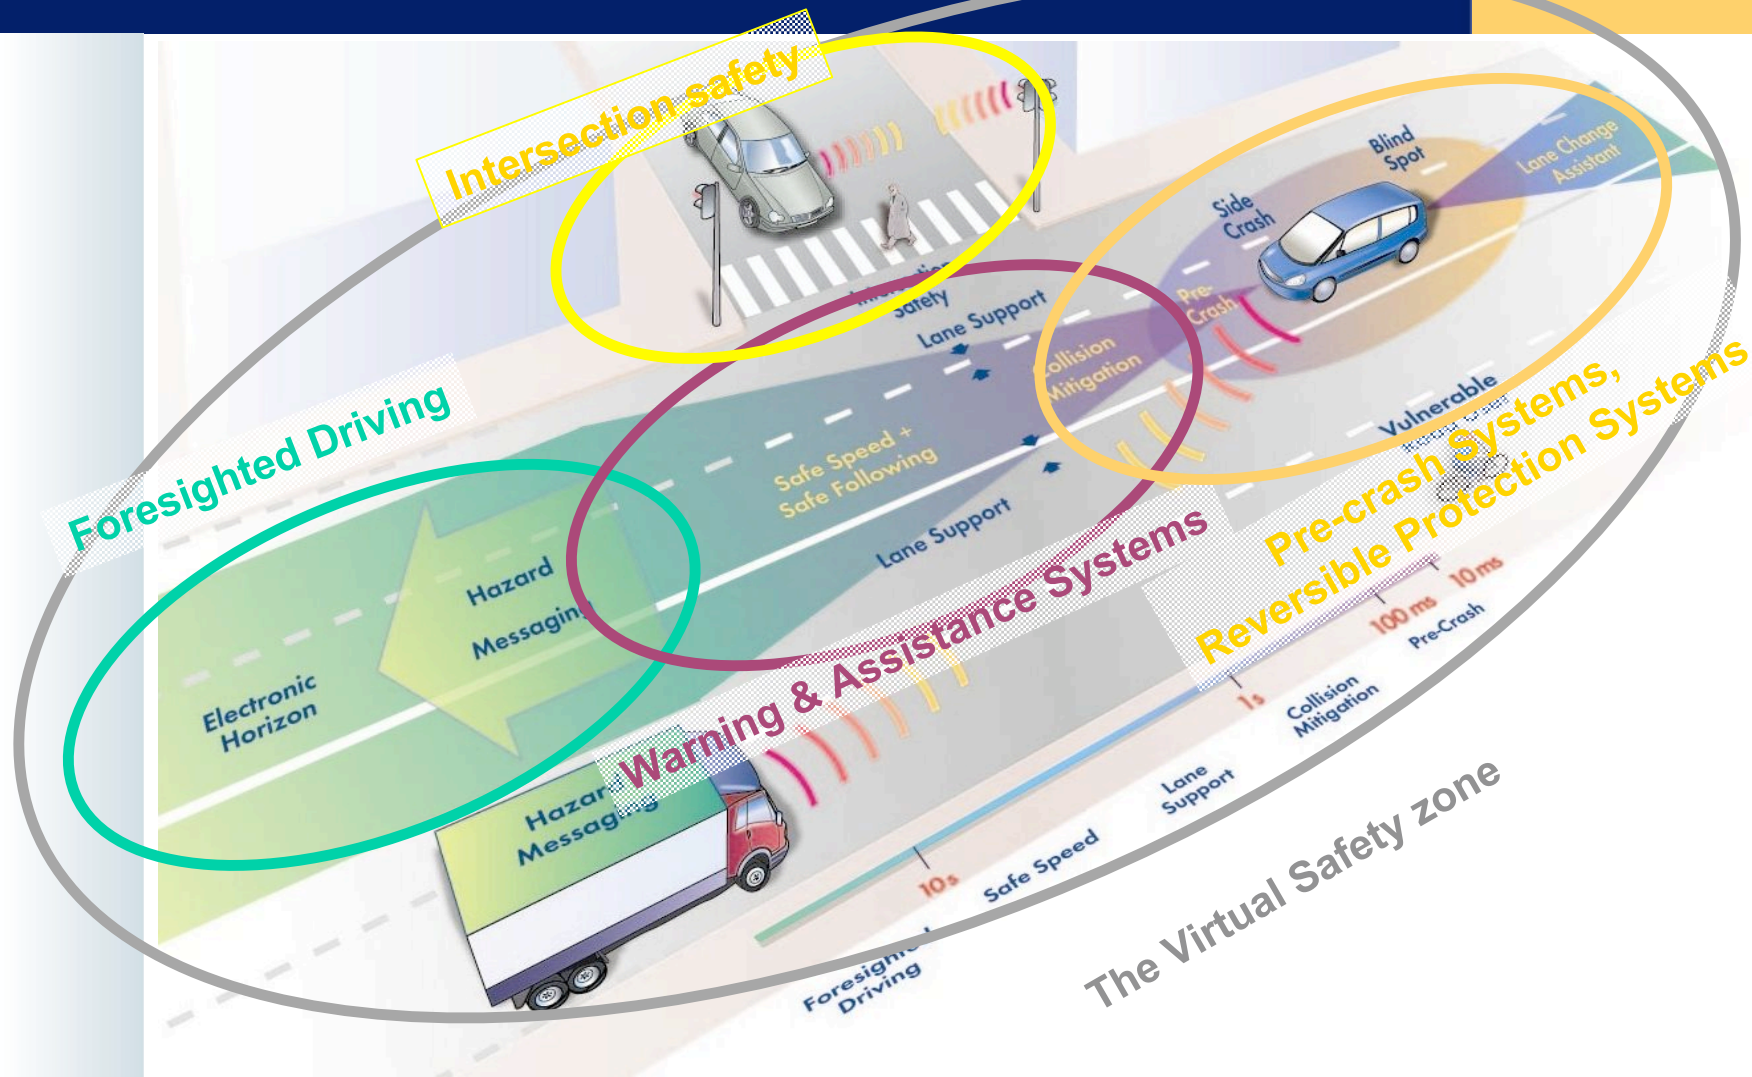 Intersection safety
Blind
Spot
Lane Change
Assistant
Side
Crash
Pre-
Crash
Intersection
Safety
Lane Support
Collision
Mitigation
Foresighted Driving
Safe Speed +
Safe Following
Vulnerable
Pre-crash Systems,
Reversible Protection Systems
Lane Support
Warning & Assistance Systems
Hazard
Messaging
Electronic
Horizon
Hazard
Messaging
10 ms
100 ms
Pre-Crash
1s
Collision
Mitigation
Lane
Support
Safe Speed
10s
Foresighted
Driving
The Virtual Safety zone